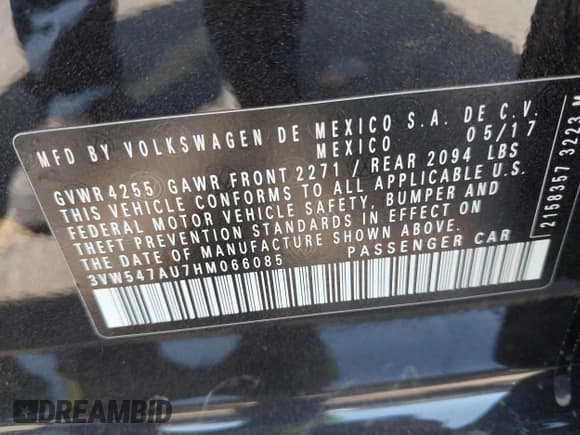 MFD BY VOLKSWAGEN DE MEXICO S.A. DE C.V.
MEXICO 05/17
GVWR 4255 GAWR FRONT 2271 / REAR 2094 LBS
THIS VEHICLE CONFORMS TO ALL APPLICABLE U.S.
FEDERAL MOTOR VEHICLE SAFETY, BUMPER AND
THEFT PREVENTION STANDARDS IN EFFECT ON
THE DATE OF MANUFACTURE SHOWN ABOVE.
3VW547AU7HM066085 PASSENGER CAR
2158357 3223 M
DREAMBID